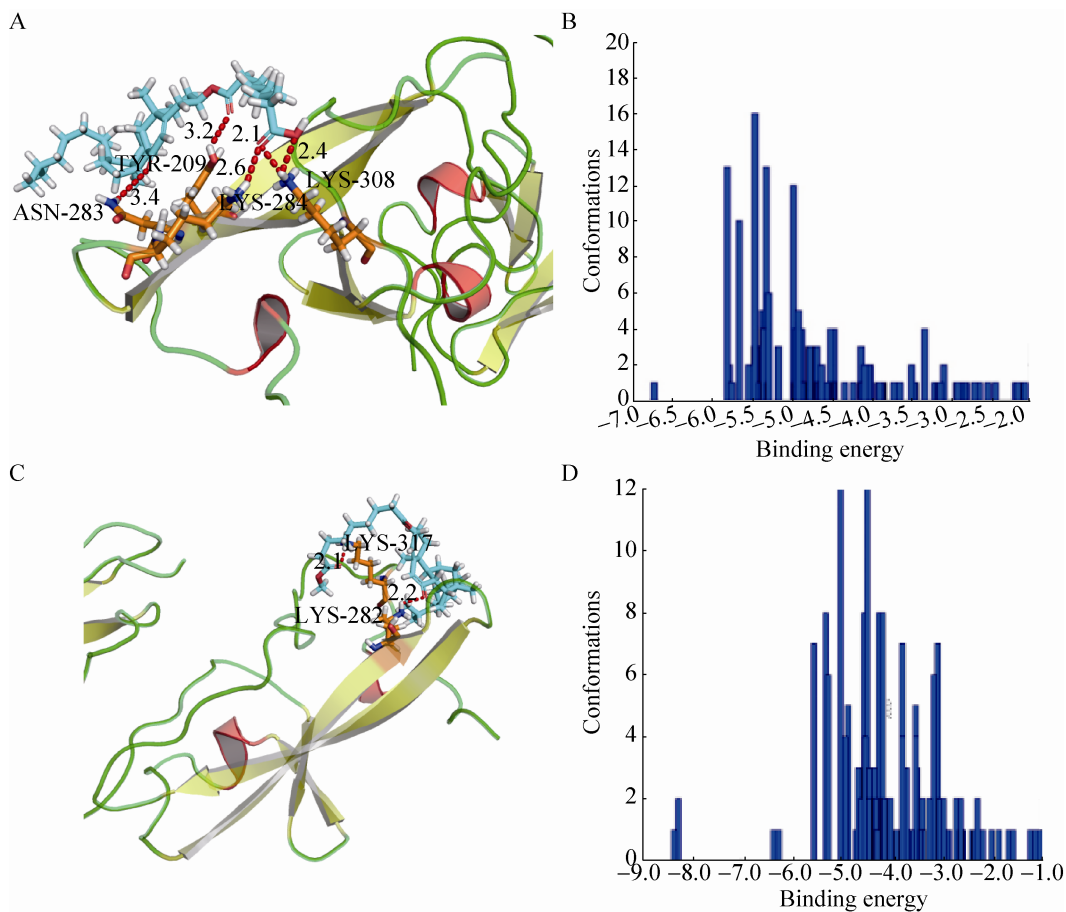 A
3.2
2.1
TYR-209
2.6
2.4
LYS-308
ASN-283
3.4
LYS-284
B
20
18
16
14
12
10
8
6
4
2
0
Conformations
−7.0 −6.5 −6.0 −5.5 −5.0 −4.5 −4.0 −3.5 −3.0 −2.5 −2.0
Binding energy
C
LYS-317
2.1
2.2
LYS-282
D
12
10
8
6
4
2
0
Conformations
−9.0 −8.0 −7.0 −6.0 −5.0 −4.0 −3.0 −2.0 −1.0
Binding energy